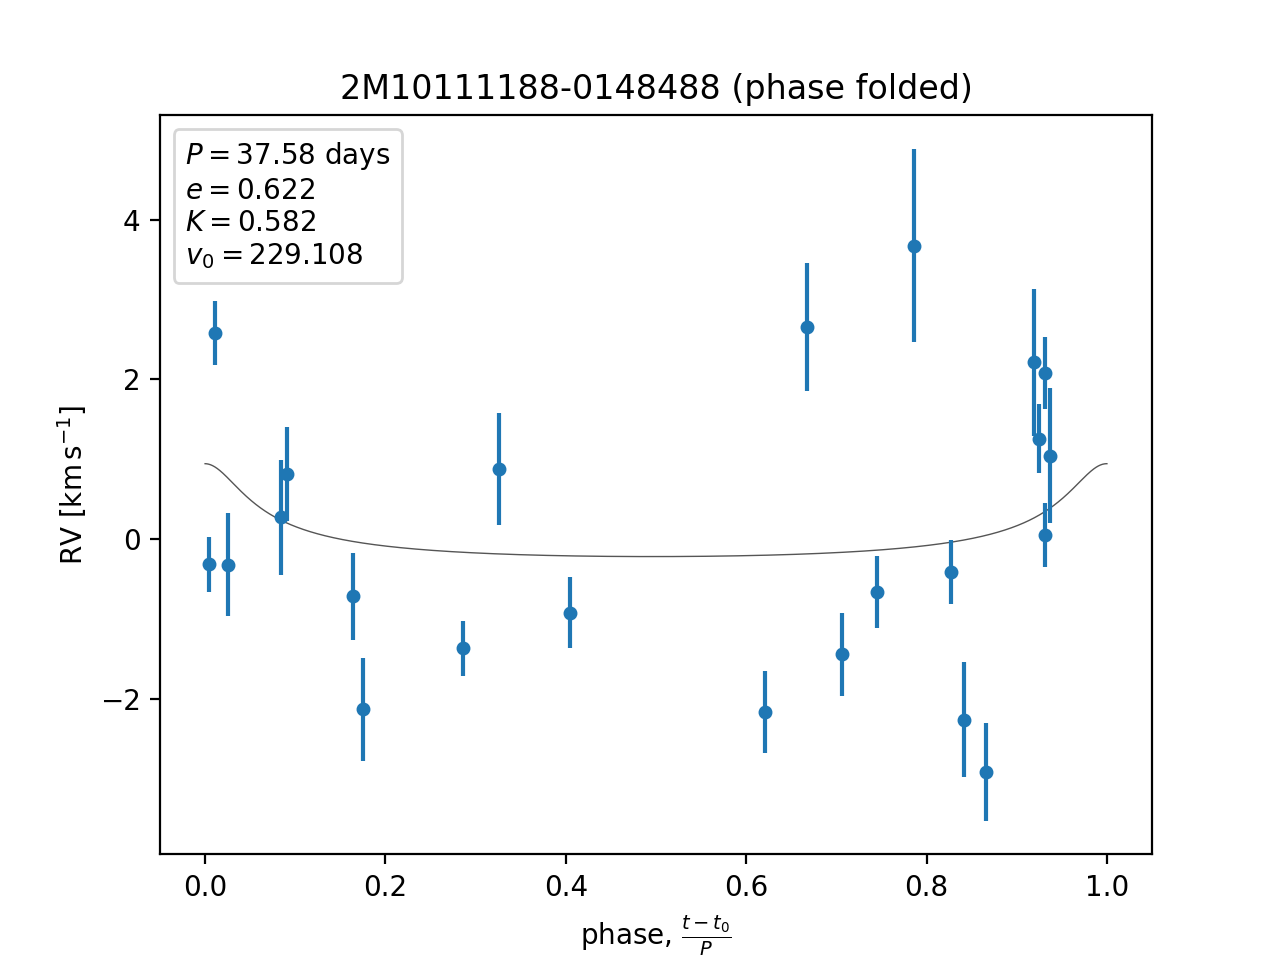 2M10111188-0148488 (phase folded)
P = 37.58 days
e = 0.622
K = 0.582
v₀ = 229.108
4
2
0
−2
RV [km s⁻¹]
0.0 0.2 0.4 0.6 0.8 1.0
phase, (t − t₀)/P